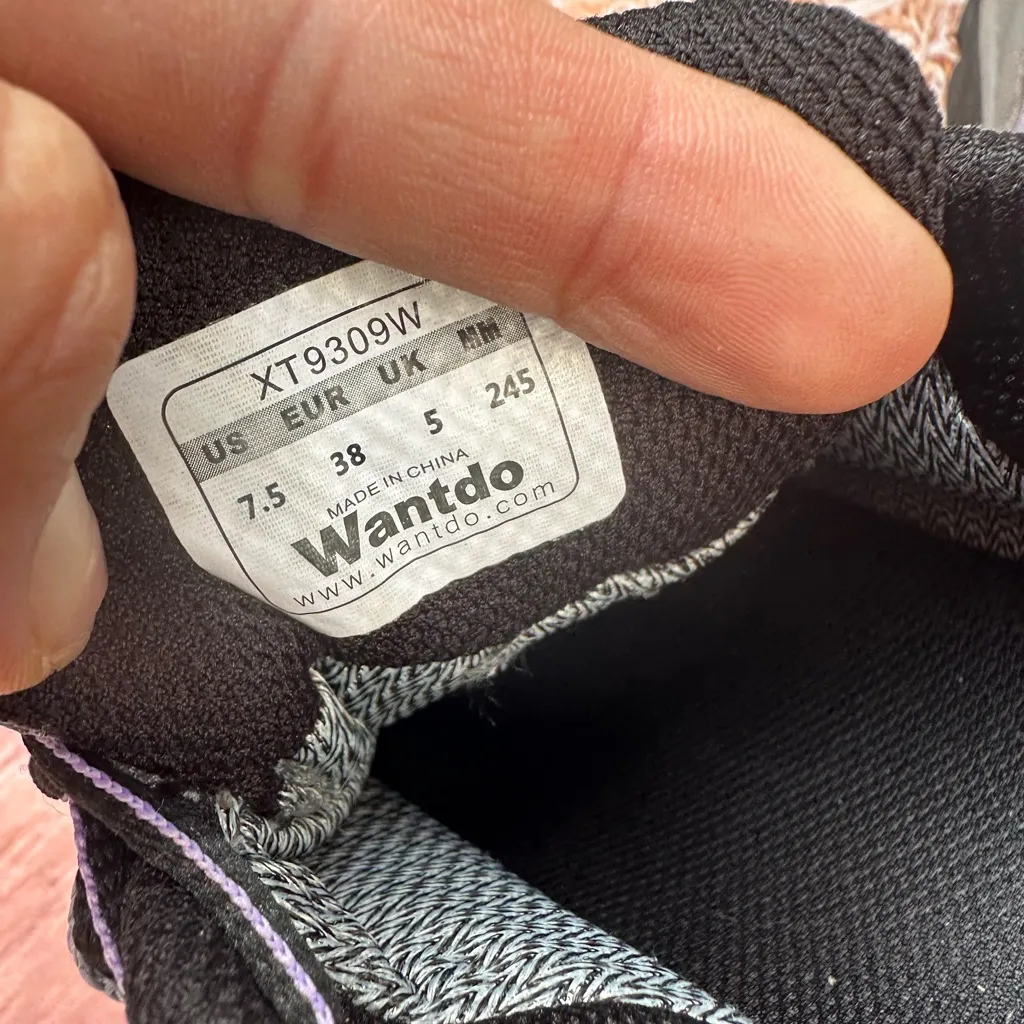 XT9309W
US EUR UK MM
7.5 38 5 245
MADE IN CHINA
Wantdo
www.wantdo.com